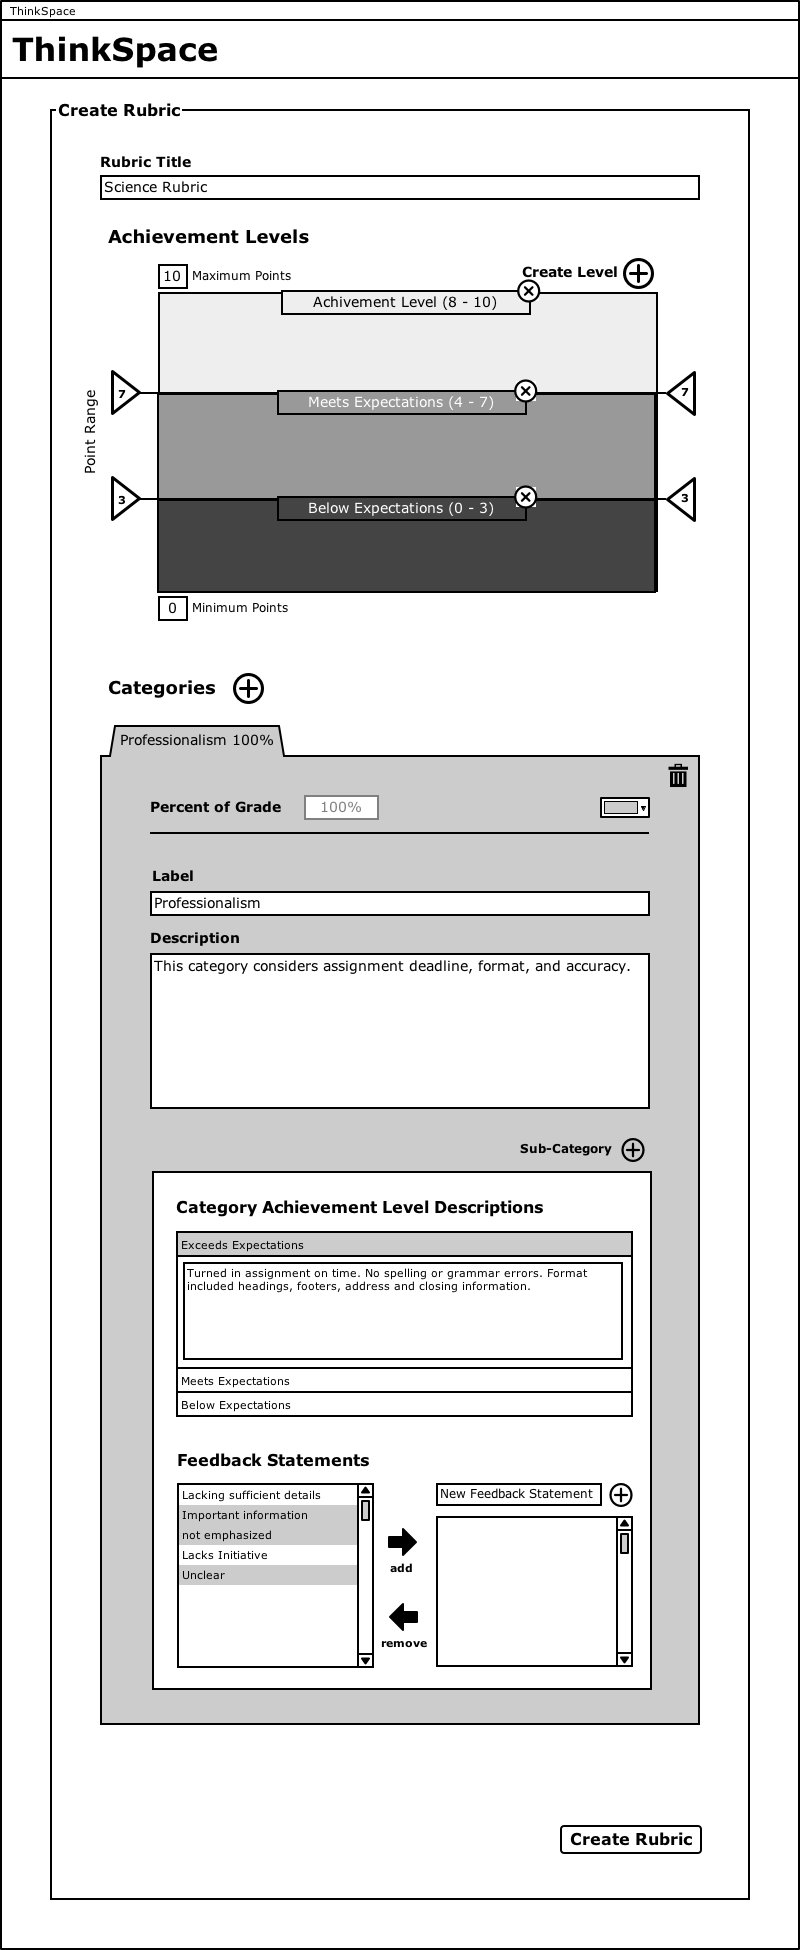 ThinkSpace
ThinkSpace
Create Rubric
Rubric Title
Science Rubric
Achievement Levels
10 Maximum Points
Create Level
Achivement Level (8 - 10)
7
Meets Expectations (4 - 7)
7
Point Range
3
Below Expectations (0 - 3)
3
0 Minimum Points
Categories
Professionalism 100%
Percent of Grade 100%
Label
Professionalism
Description
This category considers assignment deadline, format, and accuracy.
Sub-Category
Category Achievement Level Descriptions
Exceeds Expectations
Turned in assignment on time. No spelling or grammar errors. Format
included headings, footers, address and closing information.
Meets Expectations
Below Expectations
Feedback Statements
Lacking sufficient details
Important information
not emphasized
Lacks Initiative
Unclear
add
remove
New Feedback Statement
Create Rubric